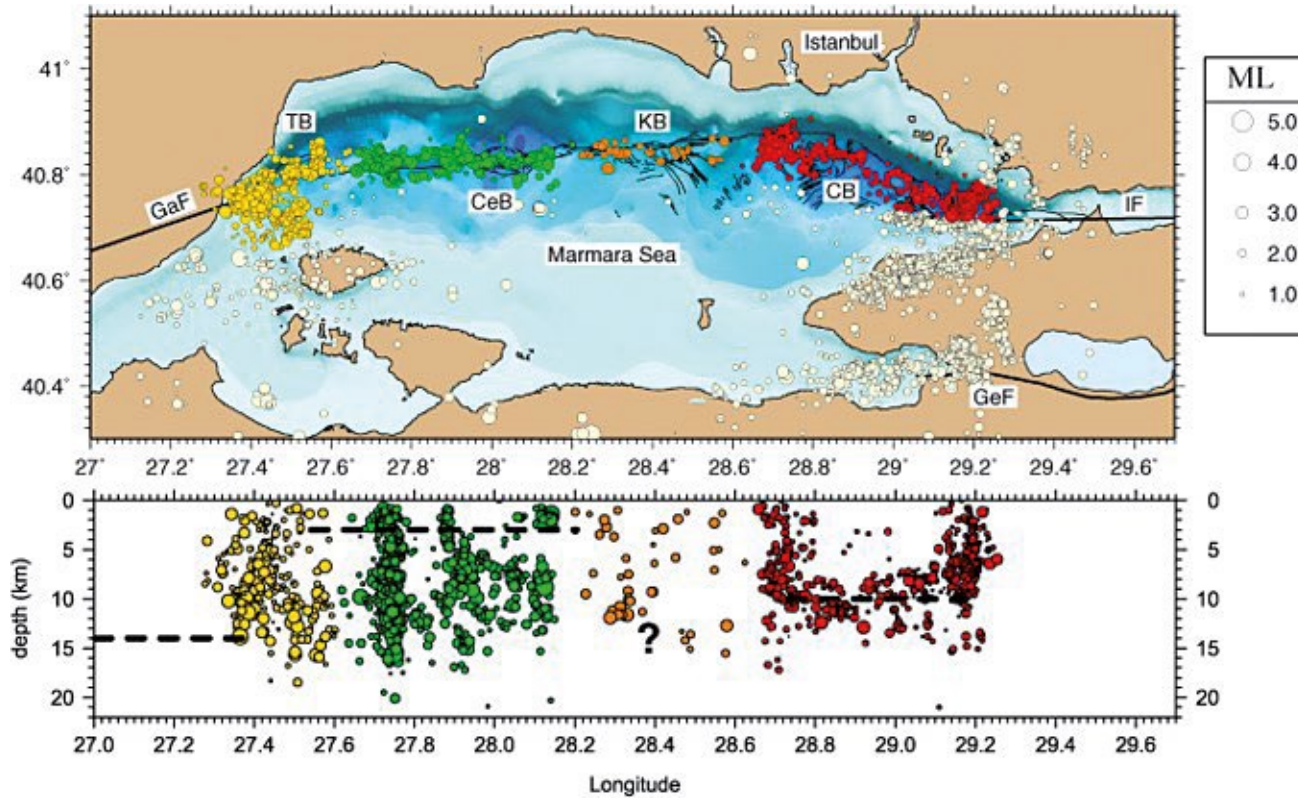 Istanbul
41˚
TB
KB
40.8˚
GaF
CeB
CB
IF
Marmara Sea
40.6˚
40.4˚
GeF
27˚ 27.2˚ 27.4˚ 27.6˚ 27.8˚ 28˚ 28.2˚ 28.4˚ 28.6˚ 28.8˚ 29˚ 29.2˚ 29.4˚ 29.6˚
ML
5.0
4.0
3.0
2.0
1.0
0 0
5 5
10 10
15 ? 15
20 20
depth (km)
27.0 27.2 27.4 27.6 27.8 28.0 28.2 28.4 28.6 28.8 29.0 29.2 29.4 29.6
Longitude